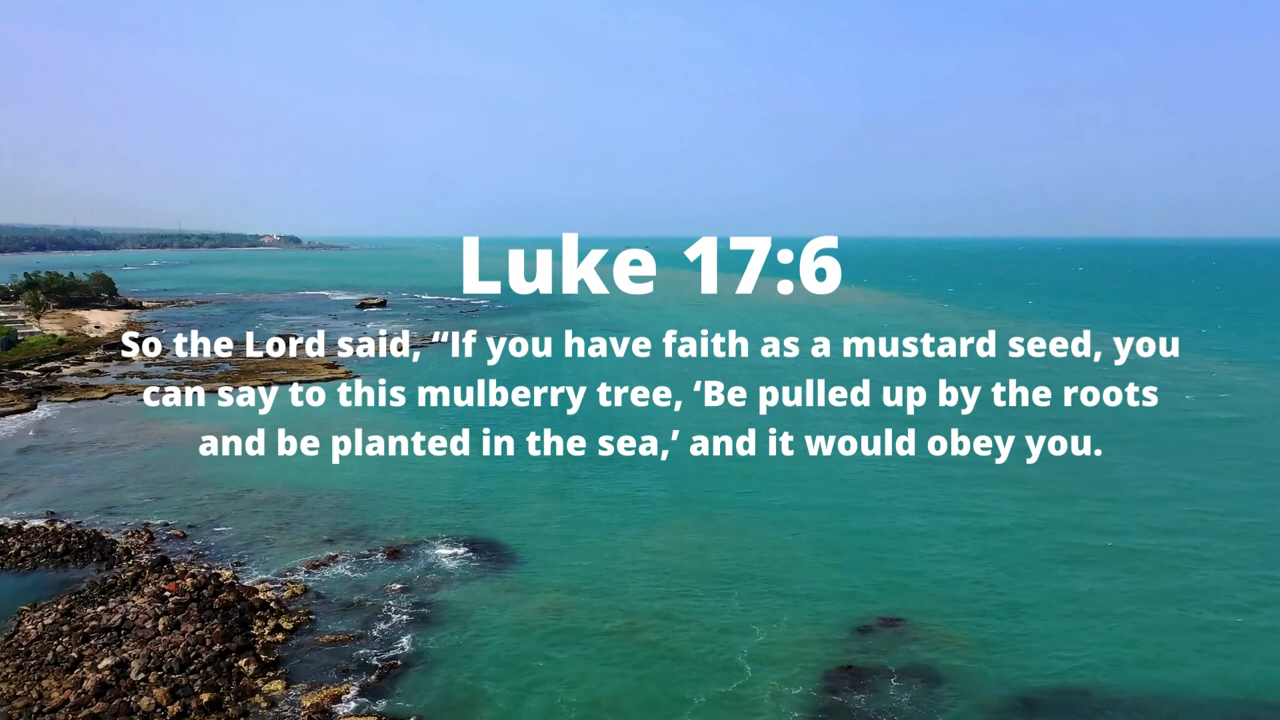 Luke 17:6
So the Lord said, “If you have faith as a mustard seed, you
can say to this mulberry tree, ‘Be pulled up by the roots
and be planted in the sea,’ and it would obey you.